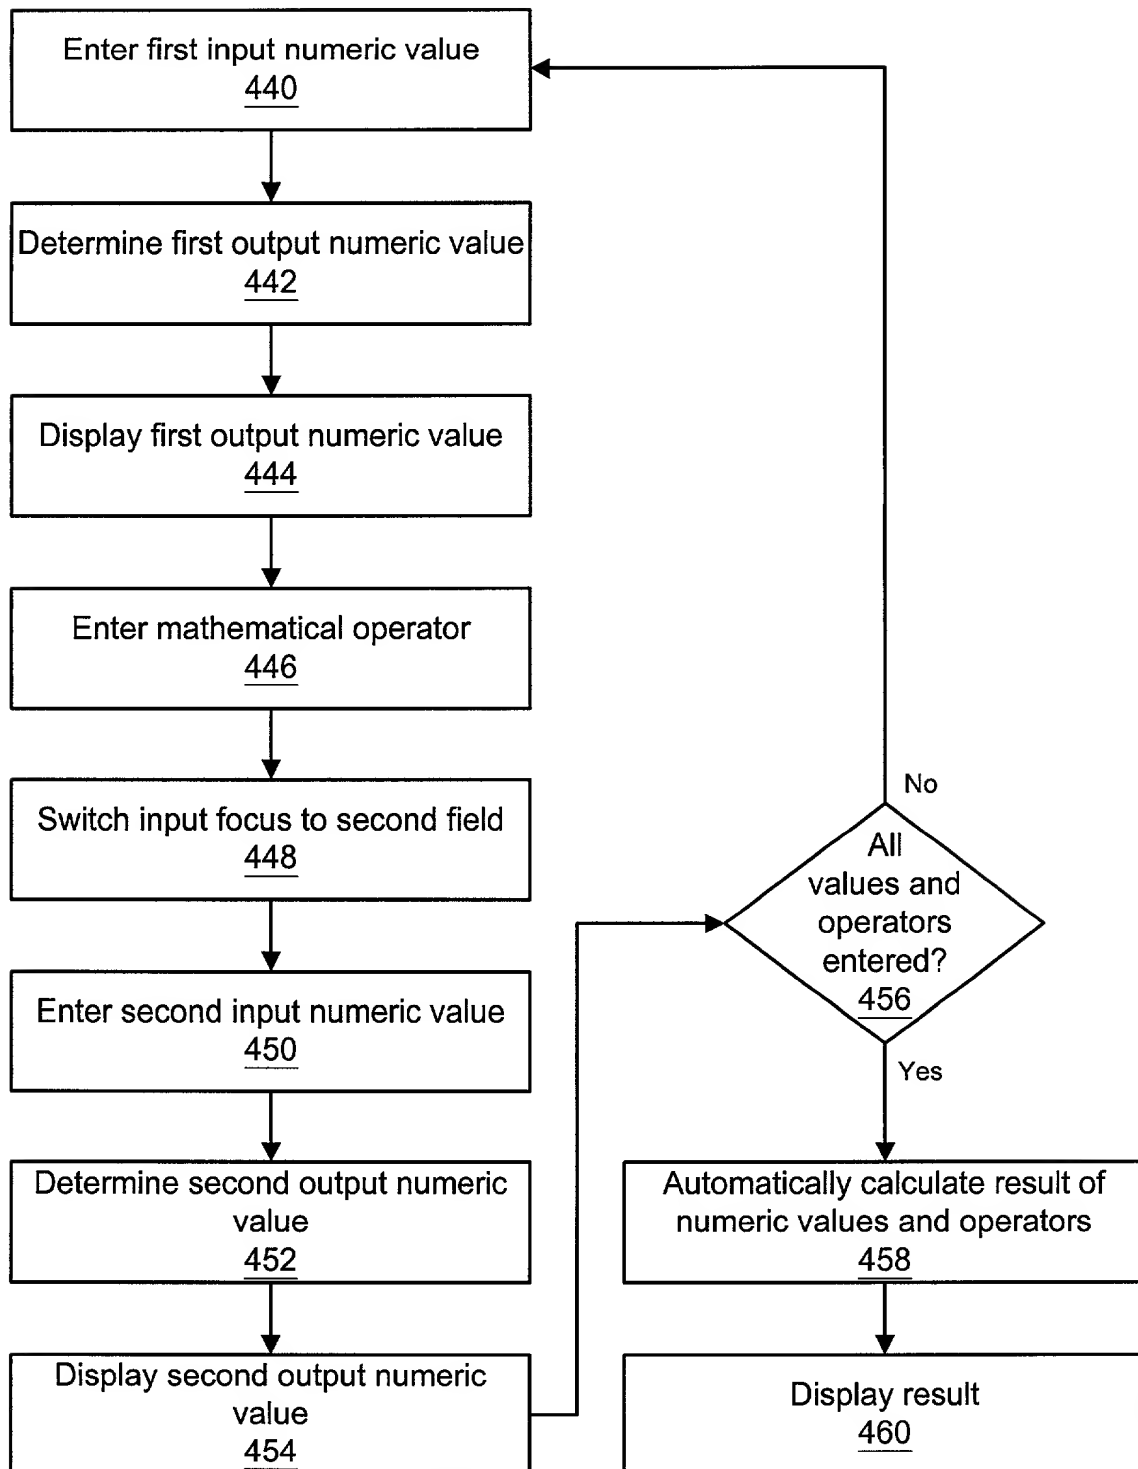 Enter first input numeric value
440
Determine first output numeric value
442
Display first output numeric value
444
Enter mathematical operator
446
Switch input focus to second field
448
Enter second input numeric value
450
Determine second output numeric
value
452
Display second output numeric
value
454
No
All
values and
operators
entered?
456
Yes
Automatically calculate result of
numeric values and operators
458
Display result
460